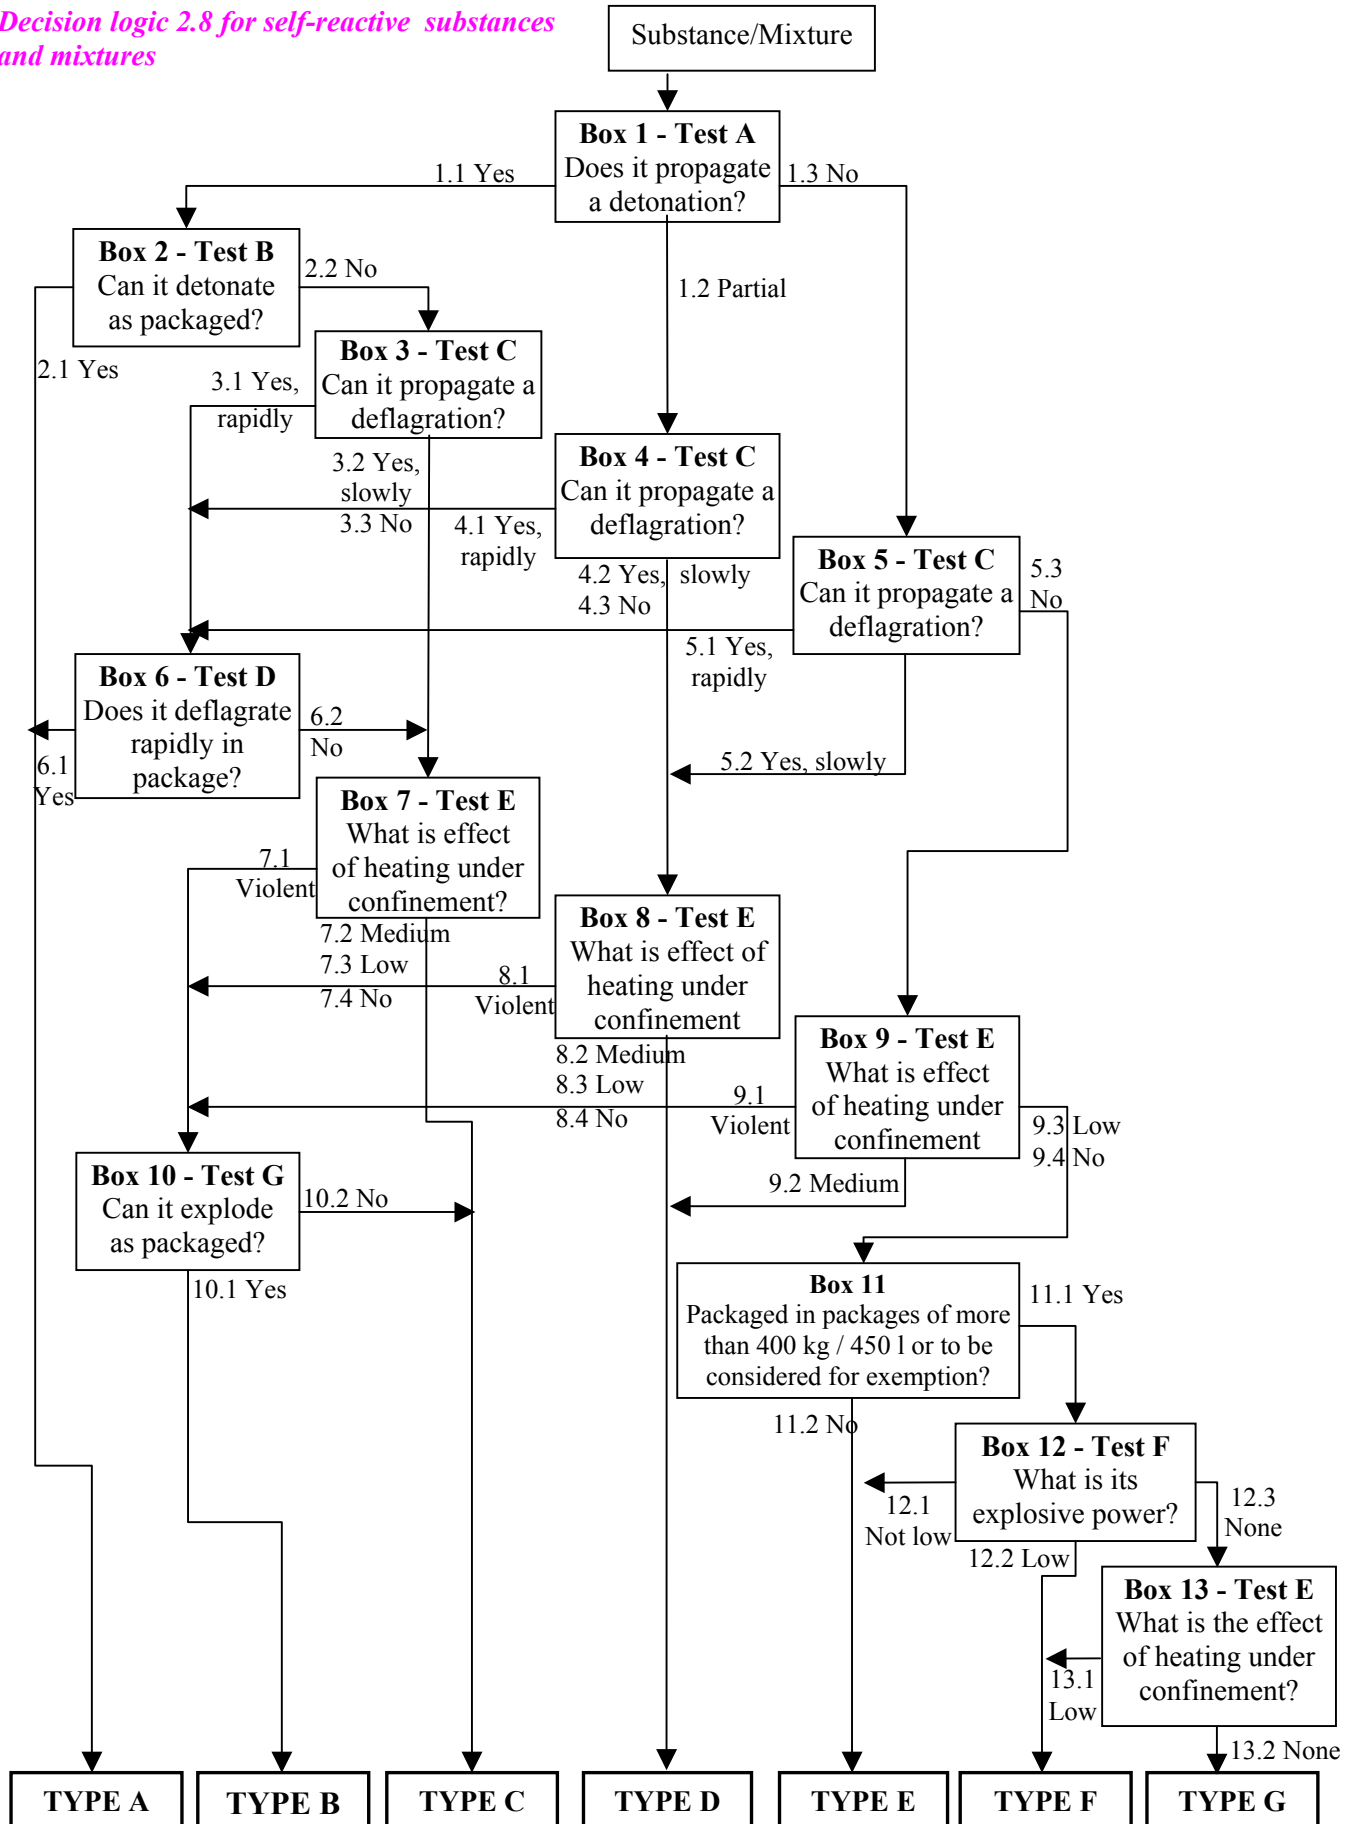 Decision logic 2.8 for self-reactive substances
and mixtures
Substance/Mixture
Box 1 - Test A
Does it propagate
a detonation?
1.1 Yes
1.3 No
1.2 Partial
Box 2 - Test B
Can it detonate
as packaged?
2.2 No
2.1 Yes
Box 3 - Test C
Can it propagate a
deflagration?
3.1 Yes,
rapidly
3.2 Yes,
slowly
3.3 No
Box 4 - Test C
Can it propagate a
deflagration?
4.1 Yes,
rapidly
4.2 Yes, slowly
4.3 No
Box 5 - Test C
Can it propagate a
deflagration?
5.3
No
5.1 Yes,
rapidly
5.2 Yes, slowly
Box 6 - Test D
Does it deflagrate
rapidly in
package?
6.2
No
6.1
Yes
Box 7 - Test E
What is effect
of heating under
confinement?
7.1
Violent
7.2 Medium
7.3 Low
7.4 No
Box 8 - Test E
What is effect of
heating under
confinement
8.1
Violent
8.2 Medium
8.3 Low
8.4 No
Box 9 - Test E
What is effect
of heating under
confinement
9.1
Violent
9.3 Low
9.4 No
9.2 Medium
Box 10 - Test G
Can it explode
as packaged?
10.2 No
10.1 Yes
Box 11
Packaged in packages of more
than 400 kg / 450 l or to be
considered for exemption?
11.1 Yes
11.2 No
Box 12 - Test F
What is its
explosive power?
12.1
Not low
12.2 Low
12.3
None
Box 13 - Test E
What is the effect
of heating under
confinement?
13.1
Low
13.2 None
TYPE A
TYPE B
TYPE C
TYPE D
TYPE E
TYPE F
TYPE G